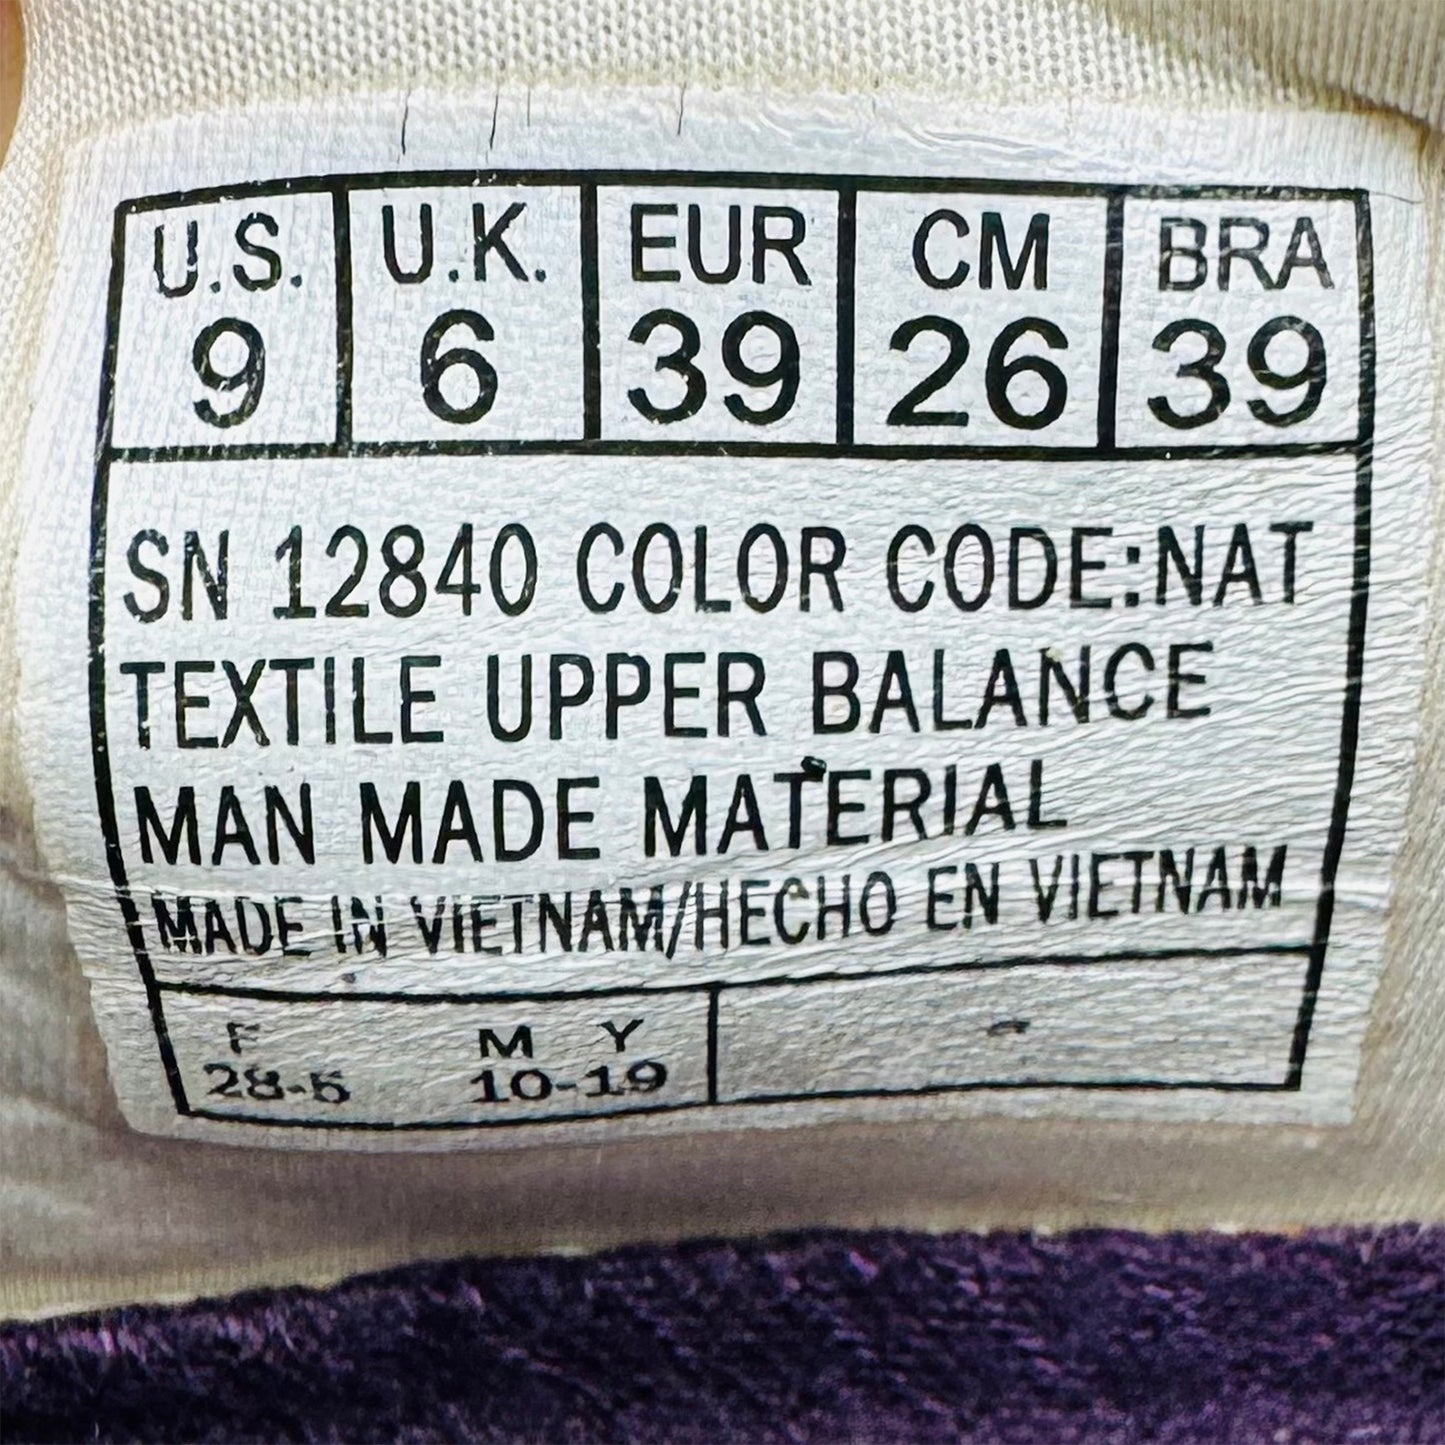 U.S. U.K. EUR CM BRA
9 6 39 26 39
SN 12840 COLOR CODE:NAT
TEXTILE UPPER BALANCE
MAN MADE MATERIAL
MADE IN VIETNAM/HECHO EN VIETNAM
F M Y
28-5 10-19